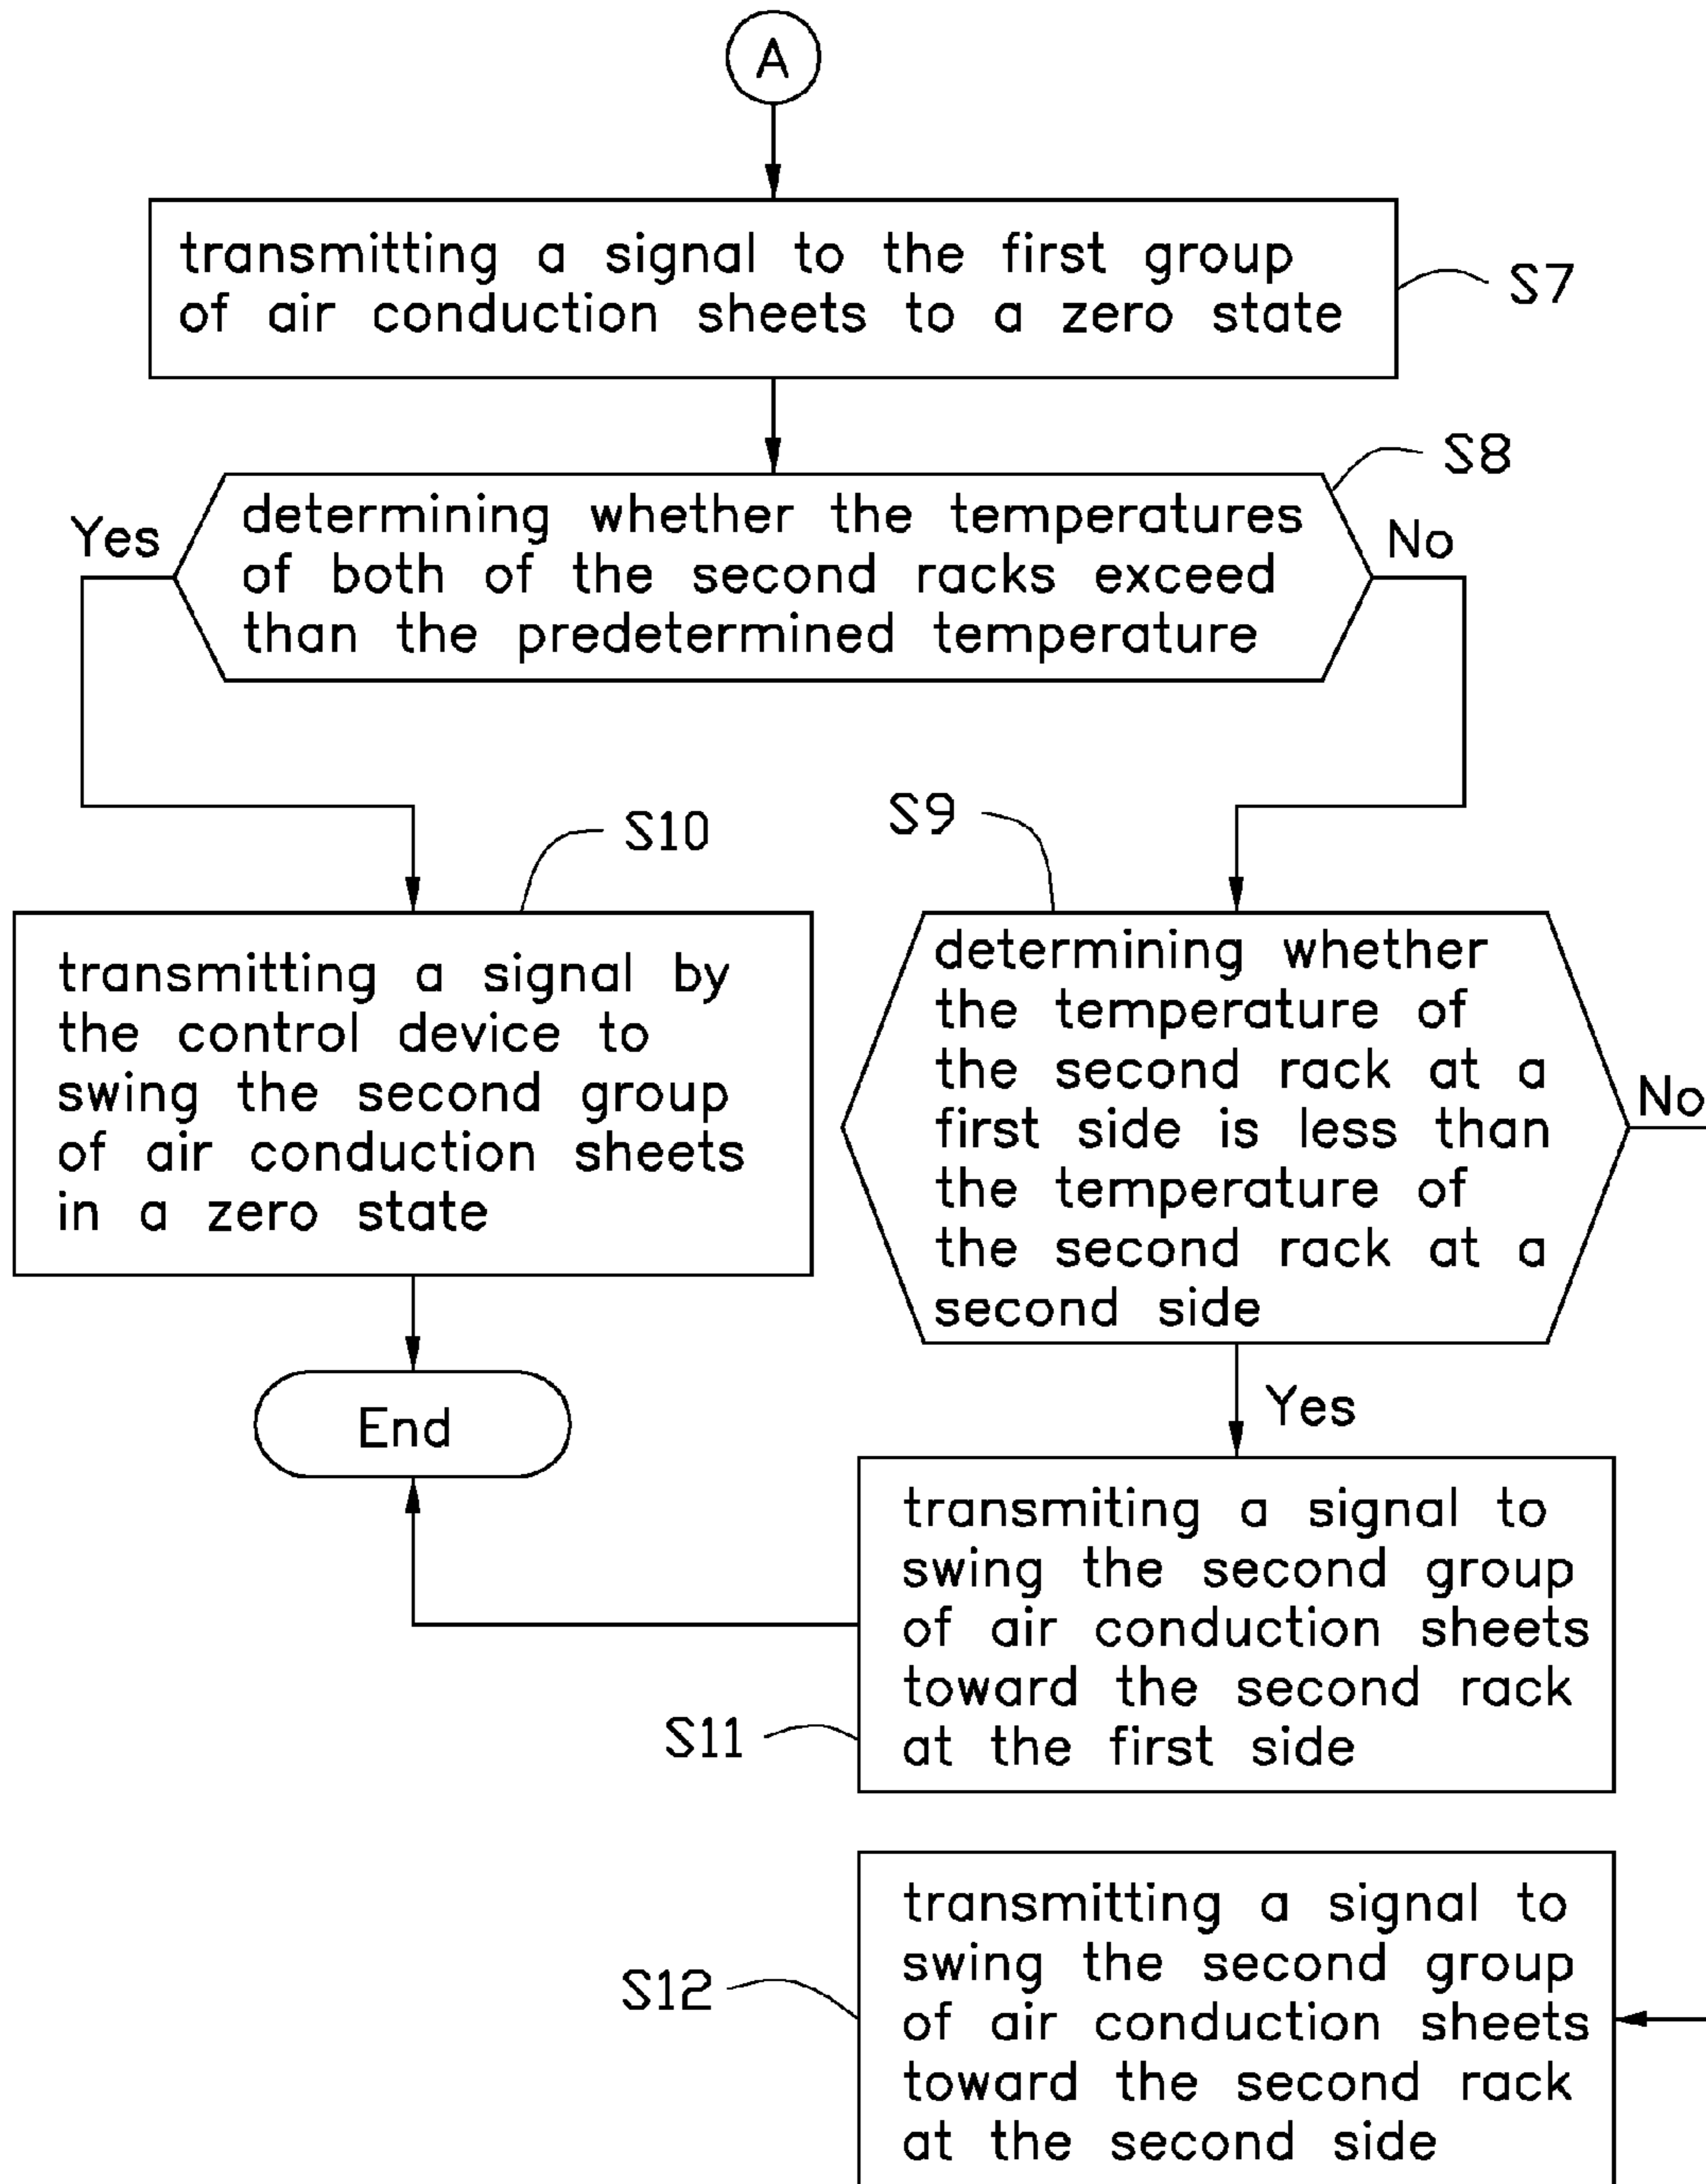 A
transmitting a signal to the first group
of air conduction sheets to a zero state
S7
S8
Yes
determining whether the temperatures
of both of the second racks exceed
than the predetermined temperature
No
S10
S9
transmitting a signal by
the control device to
swing the second group
of air conduction sheets
in a zero state
determining whether
the temperature of
the second rack at a
first side is less than
the temperature of
the second rack at a
second side
No
End
Yes
transmiting a signal to
swing the second group
of air conduction sheets
toward the second rack
at the first side
S11
transmitting a signal to
swing the second group
of air conduction sheets
toward the second rack
at the second side
S12